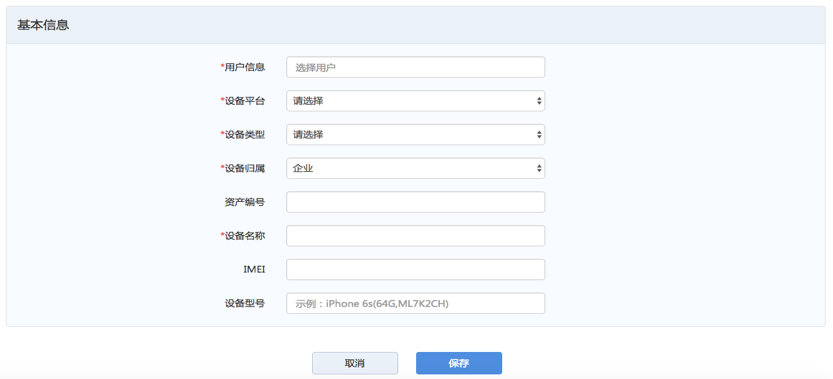 基本信息
*用户信息 选择用户
*设备平台 请选择
*设备类型 请选择
*设备归属 企业
资产编号
*设备名称
IMEI
设备型号 示例：iPhone 6s(64G,ML7K2CH)
取消 保存